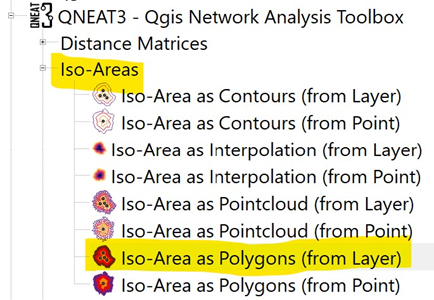 QNEAT3 QNEAT3 - Qgis Network Analysis Toolbox
Distance Matrices
Iso-Areas
Iso-Area as Contours (from Layer)
Iso-Area as Contours (from Point)
Iso-Area as Interpolation (from Layer)
Iso-Area as Interpolation (from Point)
Iso-Area as Pointcloud (from Layer)
Iso-Area as Pointcloud (from Point)
Iso-Area as Polygons (from Layer)
Iso-Area as Polygons (from Point)